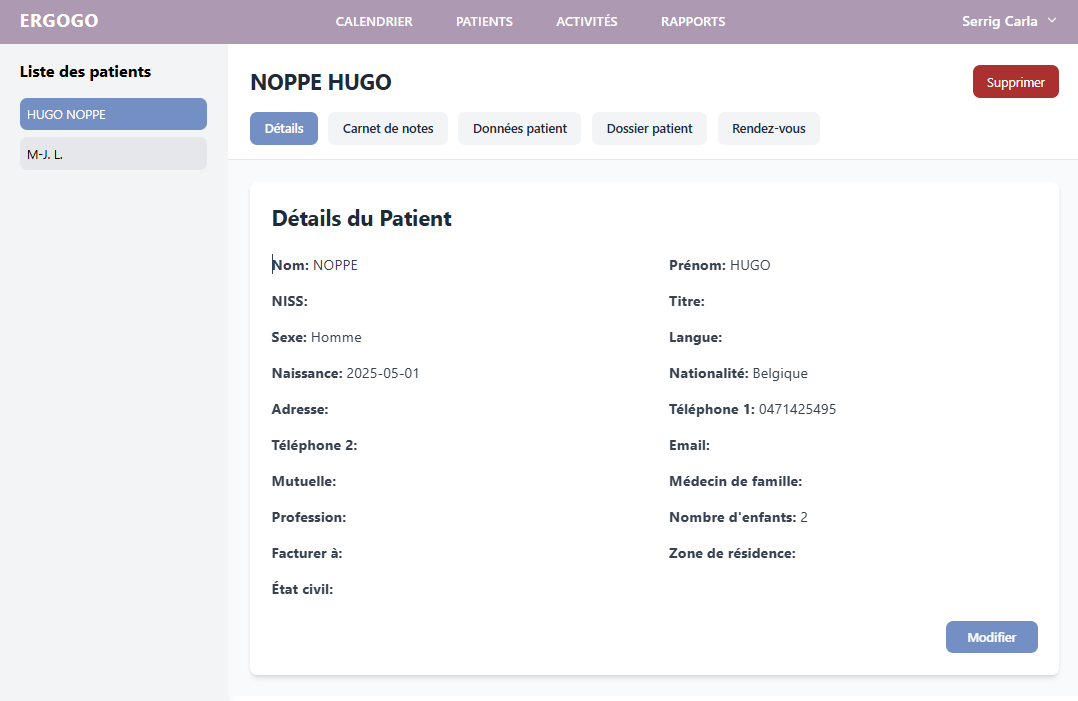 ERGOGO CALENDRIER PATIENTS ACTIVITÉS RAPPORTS Serrig Carla
Liste des patients
HUGO NOPPE
M-J. L.
NOPPE HUGO
Supprimer
Détails Carnet de notes Données patient Dossier patient Rendez-vous
Détails du Patient
Nom: NOPPE Prénom: HUGO
NISS: Titre:
Sexe: Homme Langue:
Naissance: 2025-05-01 Nationalité: Belgique
Adresse: Téléphone 1: 0471425495
Téléphone 2: Email:
Mutuelle: Médecin de famille:
Profession: Nombre d'enfants: 2
Facturer à: Zone de résidence:
État civil:
Modifier